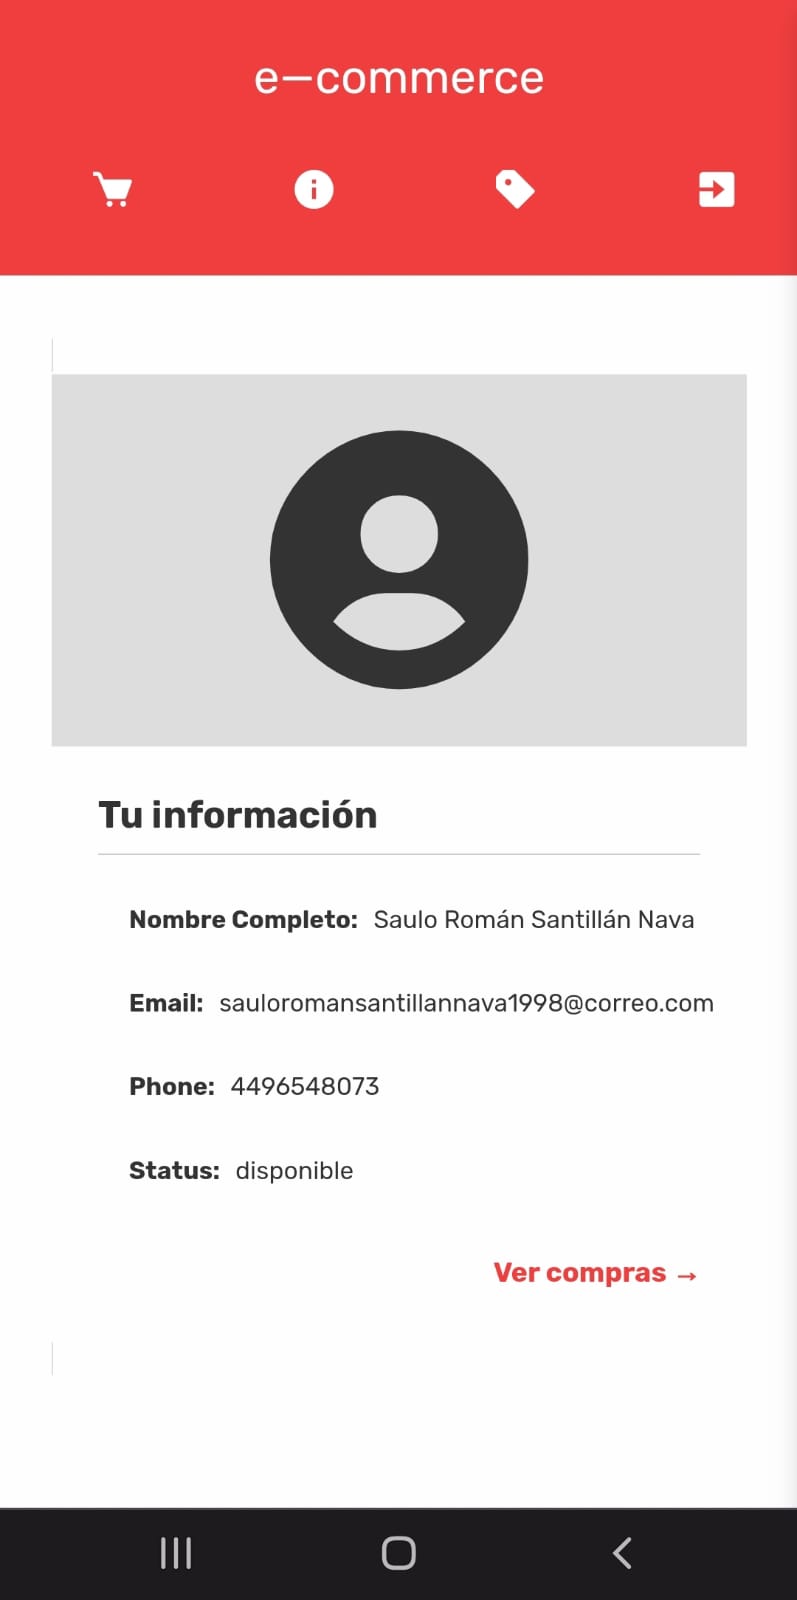 e—commerce
Tu información
Nombre Completo: Saulo Román Santillán Nava
Email: sauloromansantillannava1998@correo.com
Phone: 4496548073
Status: disponible
Ver compras →